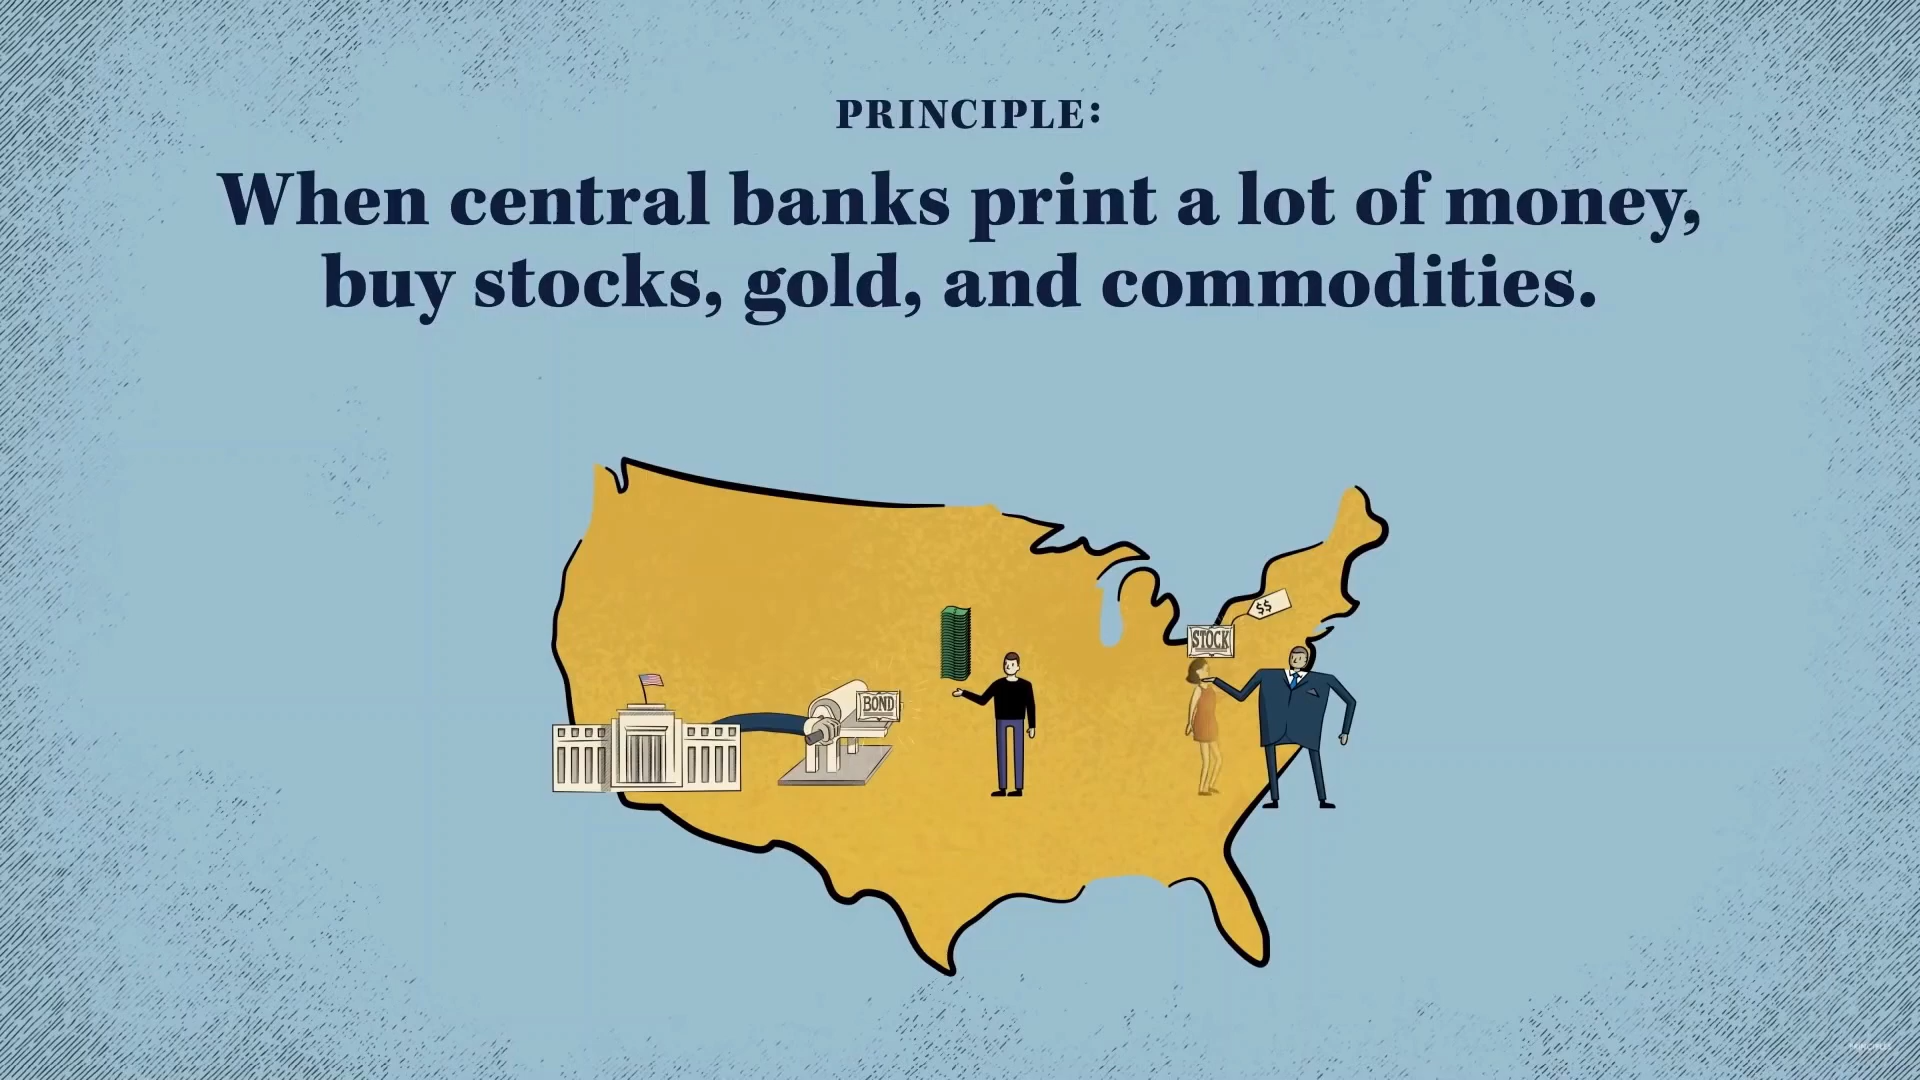 PRINCIPLE:
When central banks print a lot of money,
buy stocks, gold, and commodities.
$$
STOCK
BOND